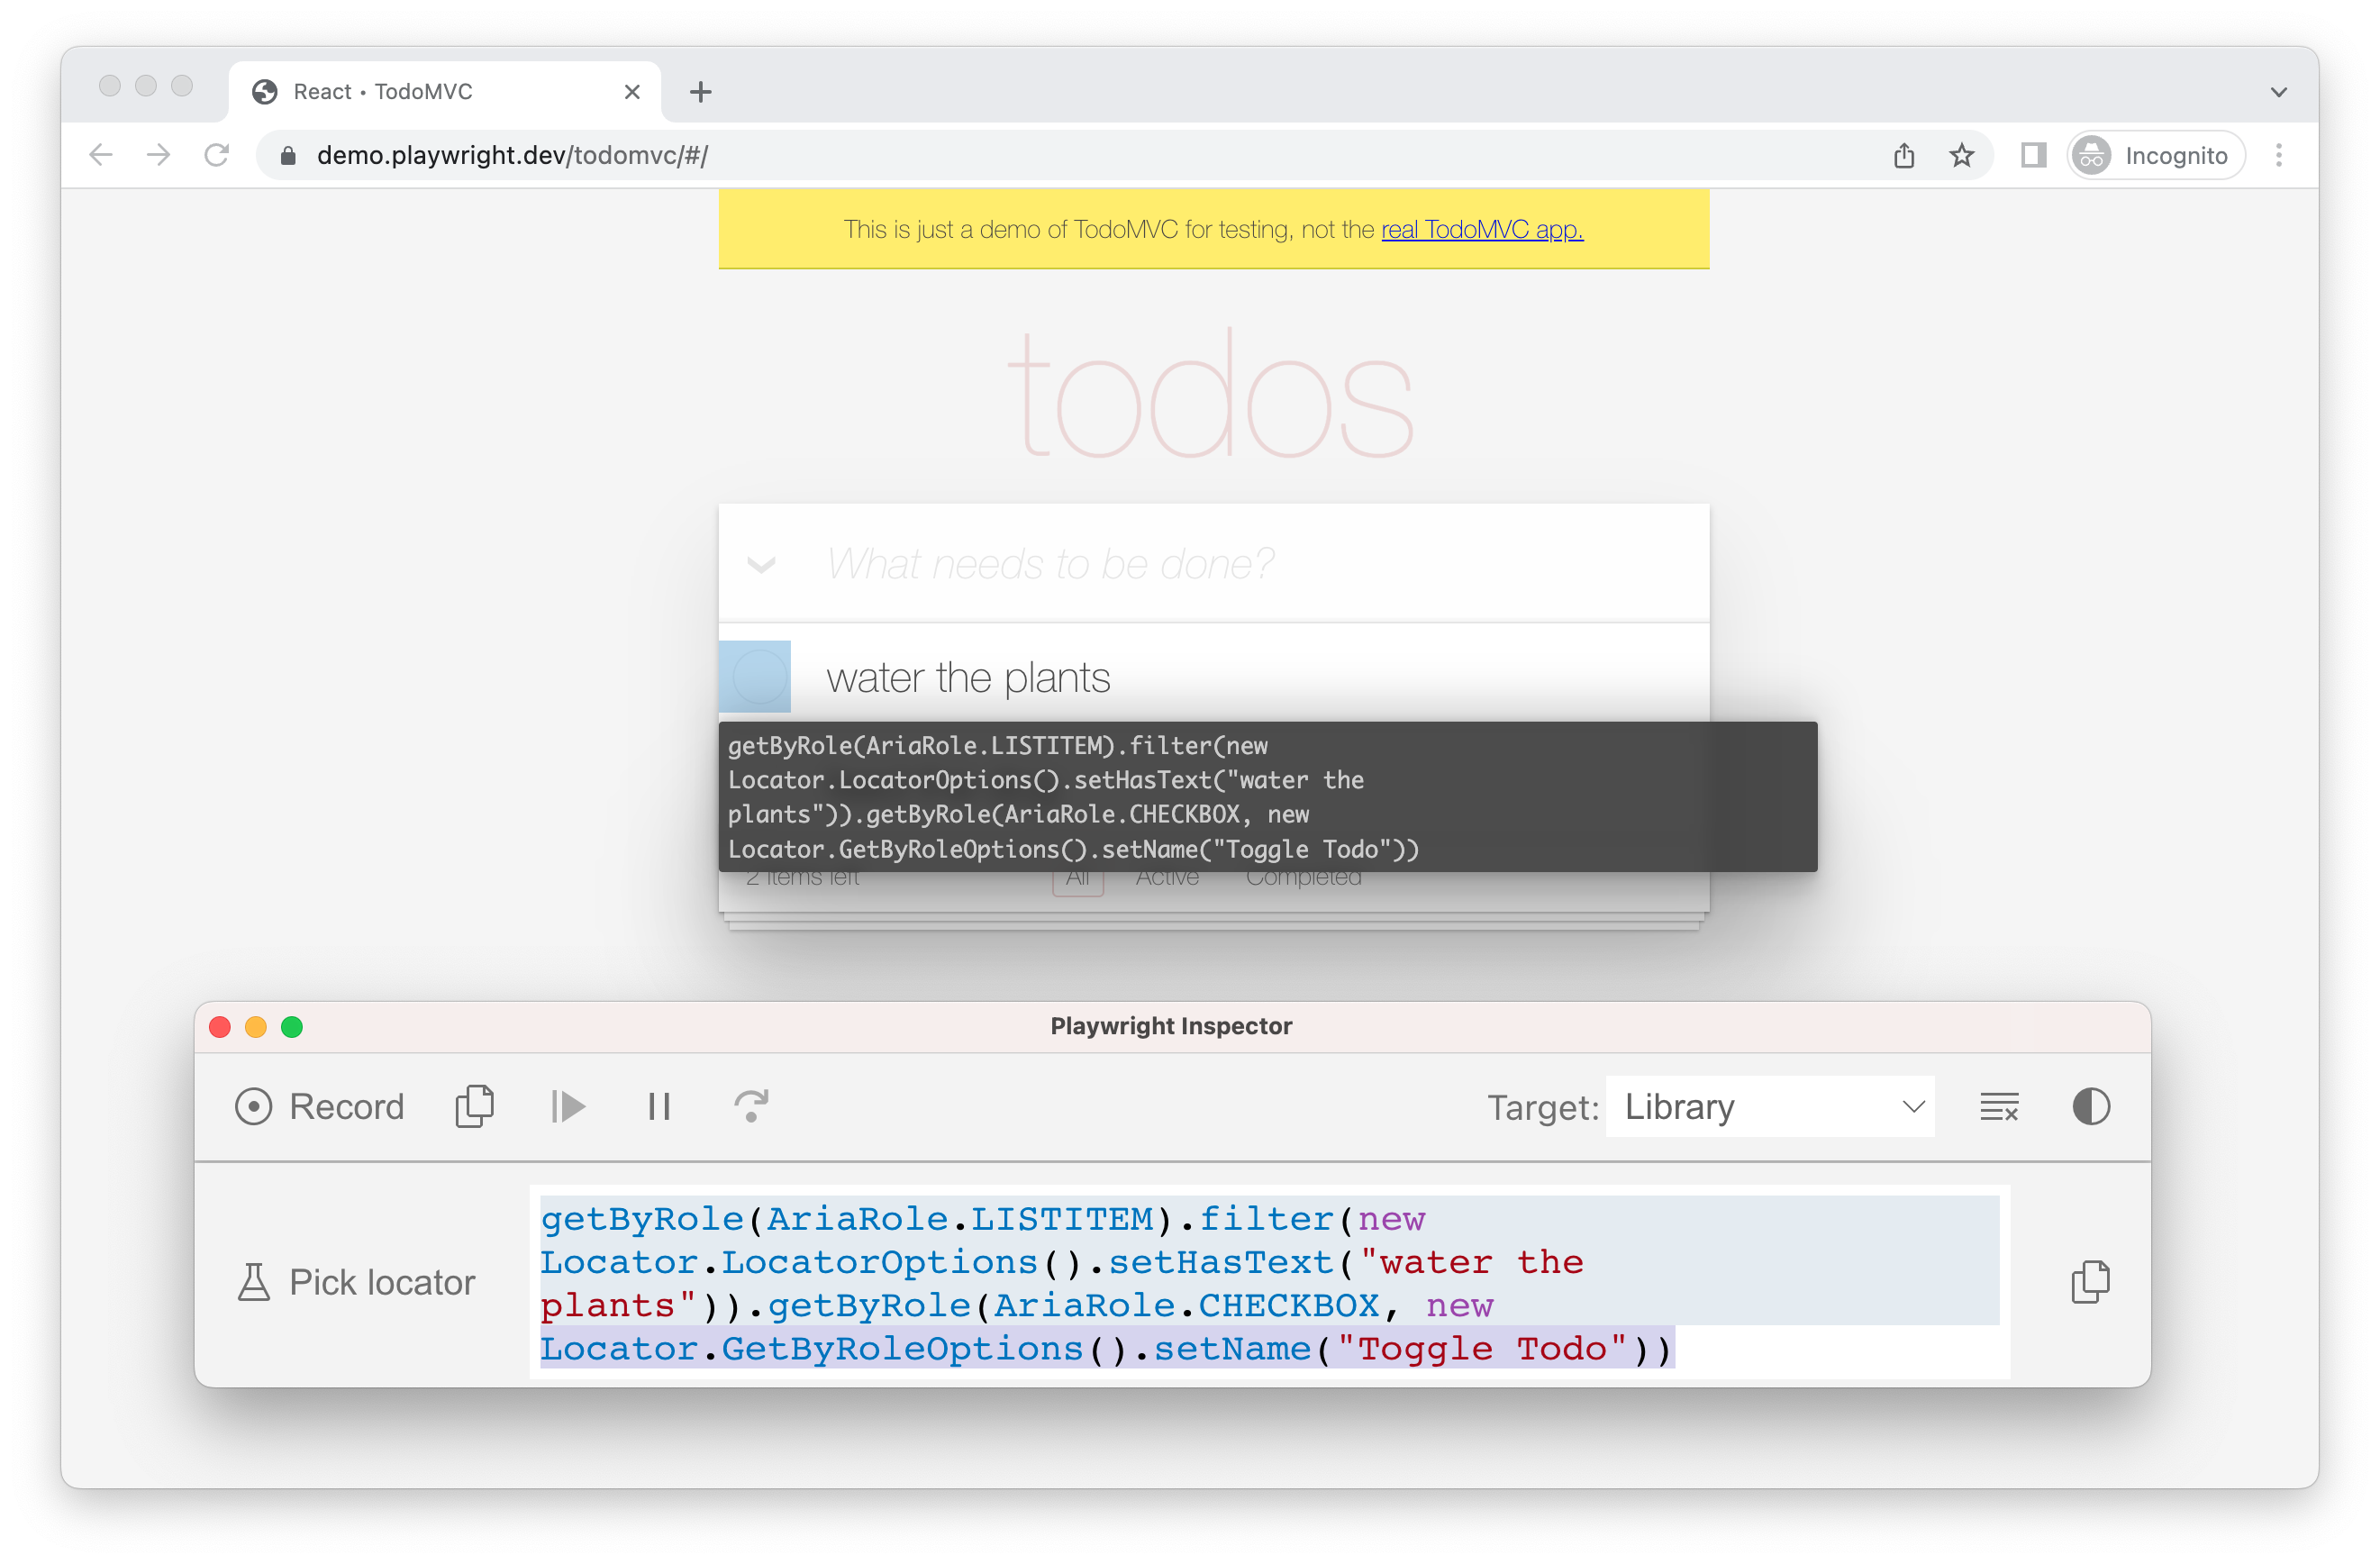 React • TodoMVC
demo.playwright.dev/todomvc/#/
Incognito
This is just a demo of TodoMVC for testing, not the real TodoMVC app.
todos
What needs to be done?
water the plants
getByRole(AriaRole.LISTITEM).filter(new
Locator.LocatorOptions().setHasText("water the
plants")).getByRole(AriaRole.CHECKBOX, new
Locator.GetByRoleOptions().setName("Toggle Todo"))
2 items left All Active Completed
Playwright Inspector
Record Target: Library
Pick locator
getByRole(AriaRole.LISTITEM).filter(new
Locator.LocatorOptions().setHasText("water the
plants")).getByRole(AriaRole.CHECKBOX, new
Locator.GetByRoleOptions().setName("Toggle Todo"))